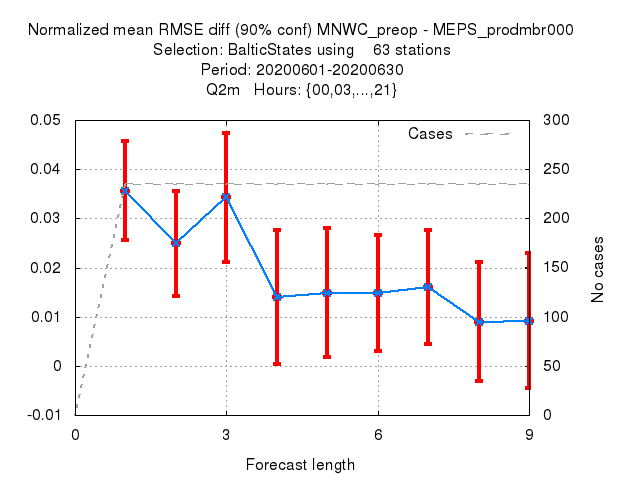 Normalized mean RMSE diff (90% conf) MNWC_preop - MEPS_prodmbr000
Selection: BalticStates using 63 stations
Period: 20200601-20200630
Q2m Hours: {00,03,...,21}
Cases
0.05
0.04
0.03
0.02
0.01
0
-0.01
300
250
200
150
100
50
0
No cases
0 3 6 9
Forecast length